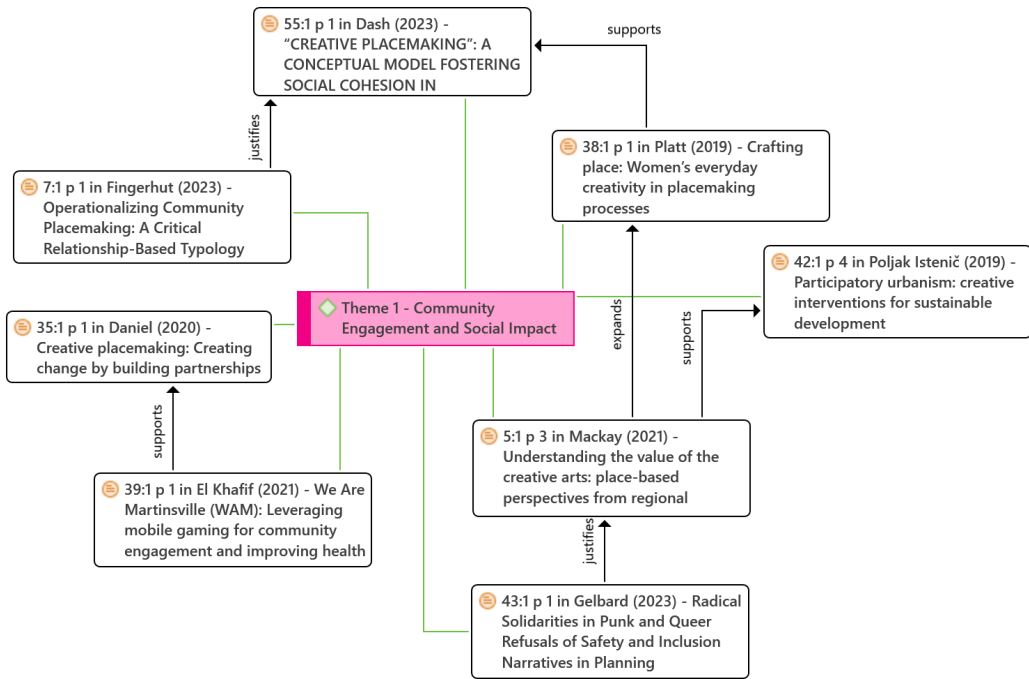 55:1 p 1 in Dash (2023) -
“CREATIVE PLACEMAKING”: A
CONCEPTUAL MODEL FOSTERING
SOCIAL COHESION IN
supports
justifies
38:1 p 1 in Platt (2019) - Crafting
place: Women’s everyday
creativity in placemaking
processes
7:1 p 1 in Fingerhut (2023) -
Operationalizing Community
Placemaking: A Critical
Relationship-Based Typology
42:1 p 4 in Poljak Istenič (2019) -
Participatory urbanism: creative
interventions for sustainable
development
Theme 1 - Community
Engagement and Social Impact
35:1 p 1 in Daniel (2020) -
Creative placemaking: Creating
change by building partnerships
expands
supports
supports
5:1 p 3 in Mackay (2021) -
Understanding the value of the
creative arts: place-based
perspectives from regional
39:1 p 1 in El Khafif (2021) - We Are
Martinsville (WAM): Leveraging
mobile gaming for community
engagement and improving health
justifies
43:1 p 1 in Gelbard (2023) - Radical
Solidarities in Punk and Queer
Refusals of Safety and Inclusion
Narratives in Planning